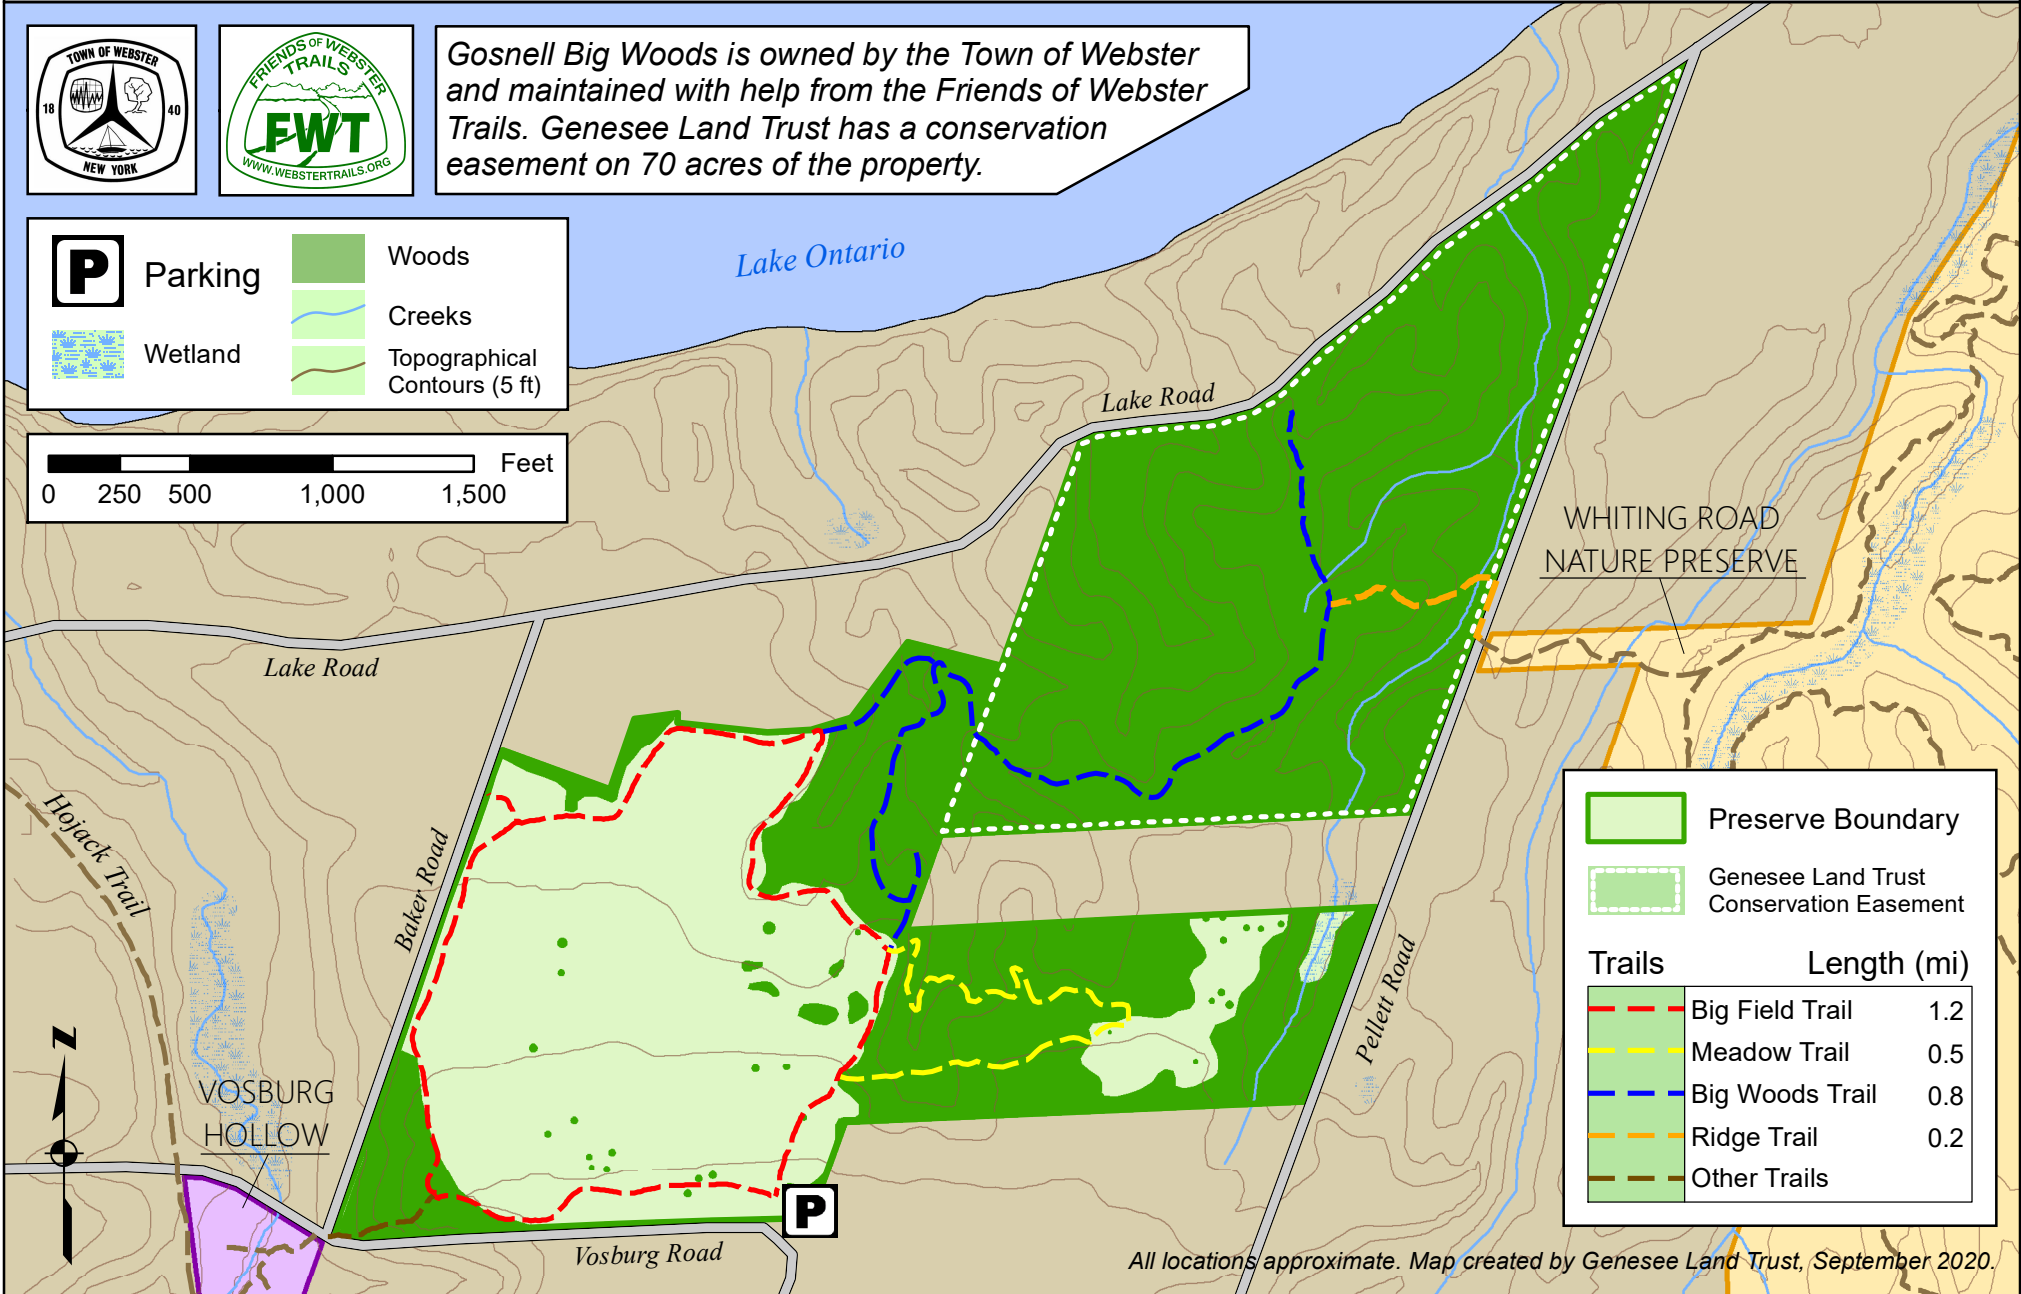 TOWN OF WEBSTER
18
40
NEW YORK
FRIENDS OF WEBSTER
TRAILS
FWT
WWW.WEBSTERTRAILS.ORG
Gosnell Big Woods is owned by the Town of Webster
and maintained with help from the Friends of Webster
Trails. Genesee Land Trust has a conservation
easement on 70 acres of the property.
P
Parking
Wetland
Woods
Creeks
Topographical
Contours (5 ft)
Feet
0 250 500 1,000 1,500
Lake Ontario
Lake Road
WHITING ROAD
NATURE PRESERVE
Lake Road
Hojack Trail
Baker Road
Pellett Road
VOSBURG
HOLLOW
Z
P
Vosburg Road
Preserve Boundary
Genesee Land Trust
Conservation Easement
Trails Length (mi)
Big Field Trail 1.2
Meadow Trail 0.5
Big Woods Trail 0.8
Ridge Trail 0.2
Other Trails
All locations approximate. Map created by Genesee Land Trust, September 2020.